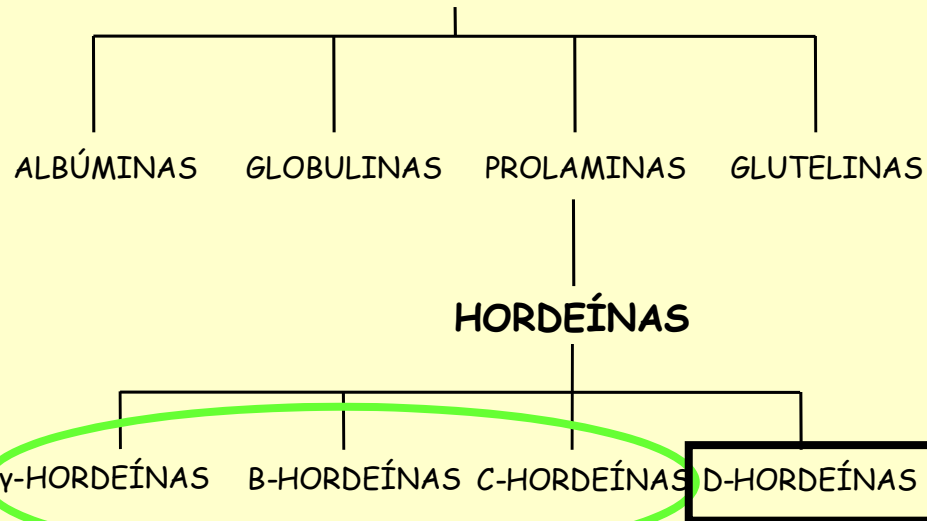 ALBÚMINAS GLOBULINAS PROLAMINAS GLUTELINAS
HORDEÍNAS
γ-HORDEÍNAS B-HORDEÍNAS C-HORDEÍNAS D-HORDEÍNAS